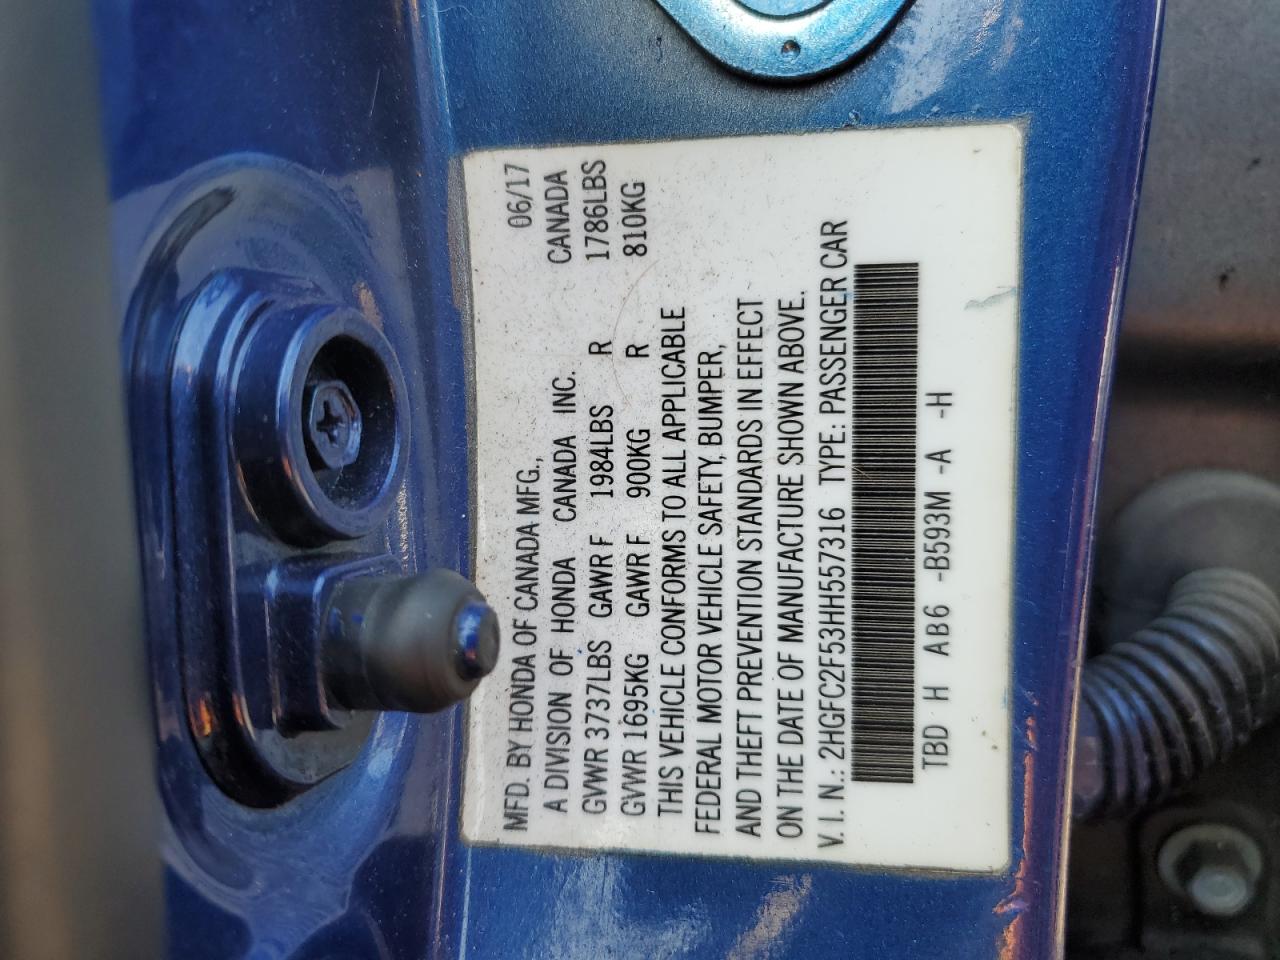 MFD. BY HONDA OF CANADA MFG., 06/17
A DIVISION OF HONDA CANADA INC. CANADA
GVWR 3737LBS GAWR F 1984LBS R 1786LBS
GVWR 1695KG GAWR F 900KG R 810KG
THIS VEHICLE CONFORMS TO ALL APPLICABLE
FEDERAL MOTOR VEHICLE SAFETY, BUMPER,
AND THEFT PREVENTION STANDARDS IN EFFECT
ON THE DATE OF MANUFACTURE SHOWN ABOVE.
V.I.N.: 2HGFC2F53HH557316 TYPE: PASSENGER CAR
TBD H AB6 -B593M -A -H